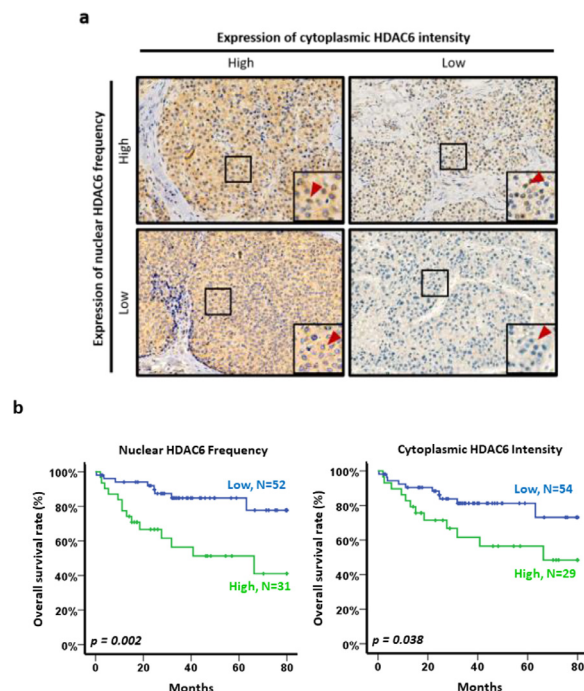 a
Expression of cytoplasmic HDAC6 intensity
High
Low
Expression of nuclear HDAC6 frequency
High
Low
b
Nuclear HDAC6 Frequency
Overall survival rate (%)
100%
80%
60%
40%
20%
0%
Low, N=52
High, N=31
p = 0.002
0
20
40
60
80
Months
Cytoplasmic HDAC6 Intensity
Overall survival rate (%)
100%
80%
60%
40%
20%
0%
Low, N=54
High, N=29
p = 0.038
0
20
40
60
80
Months